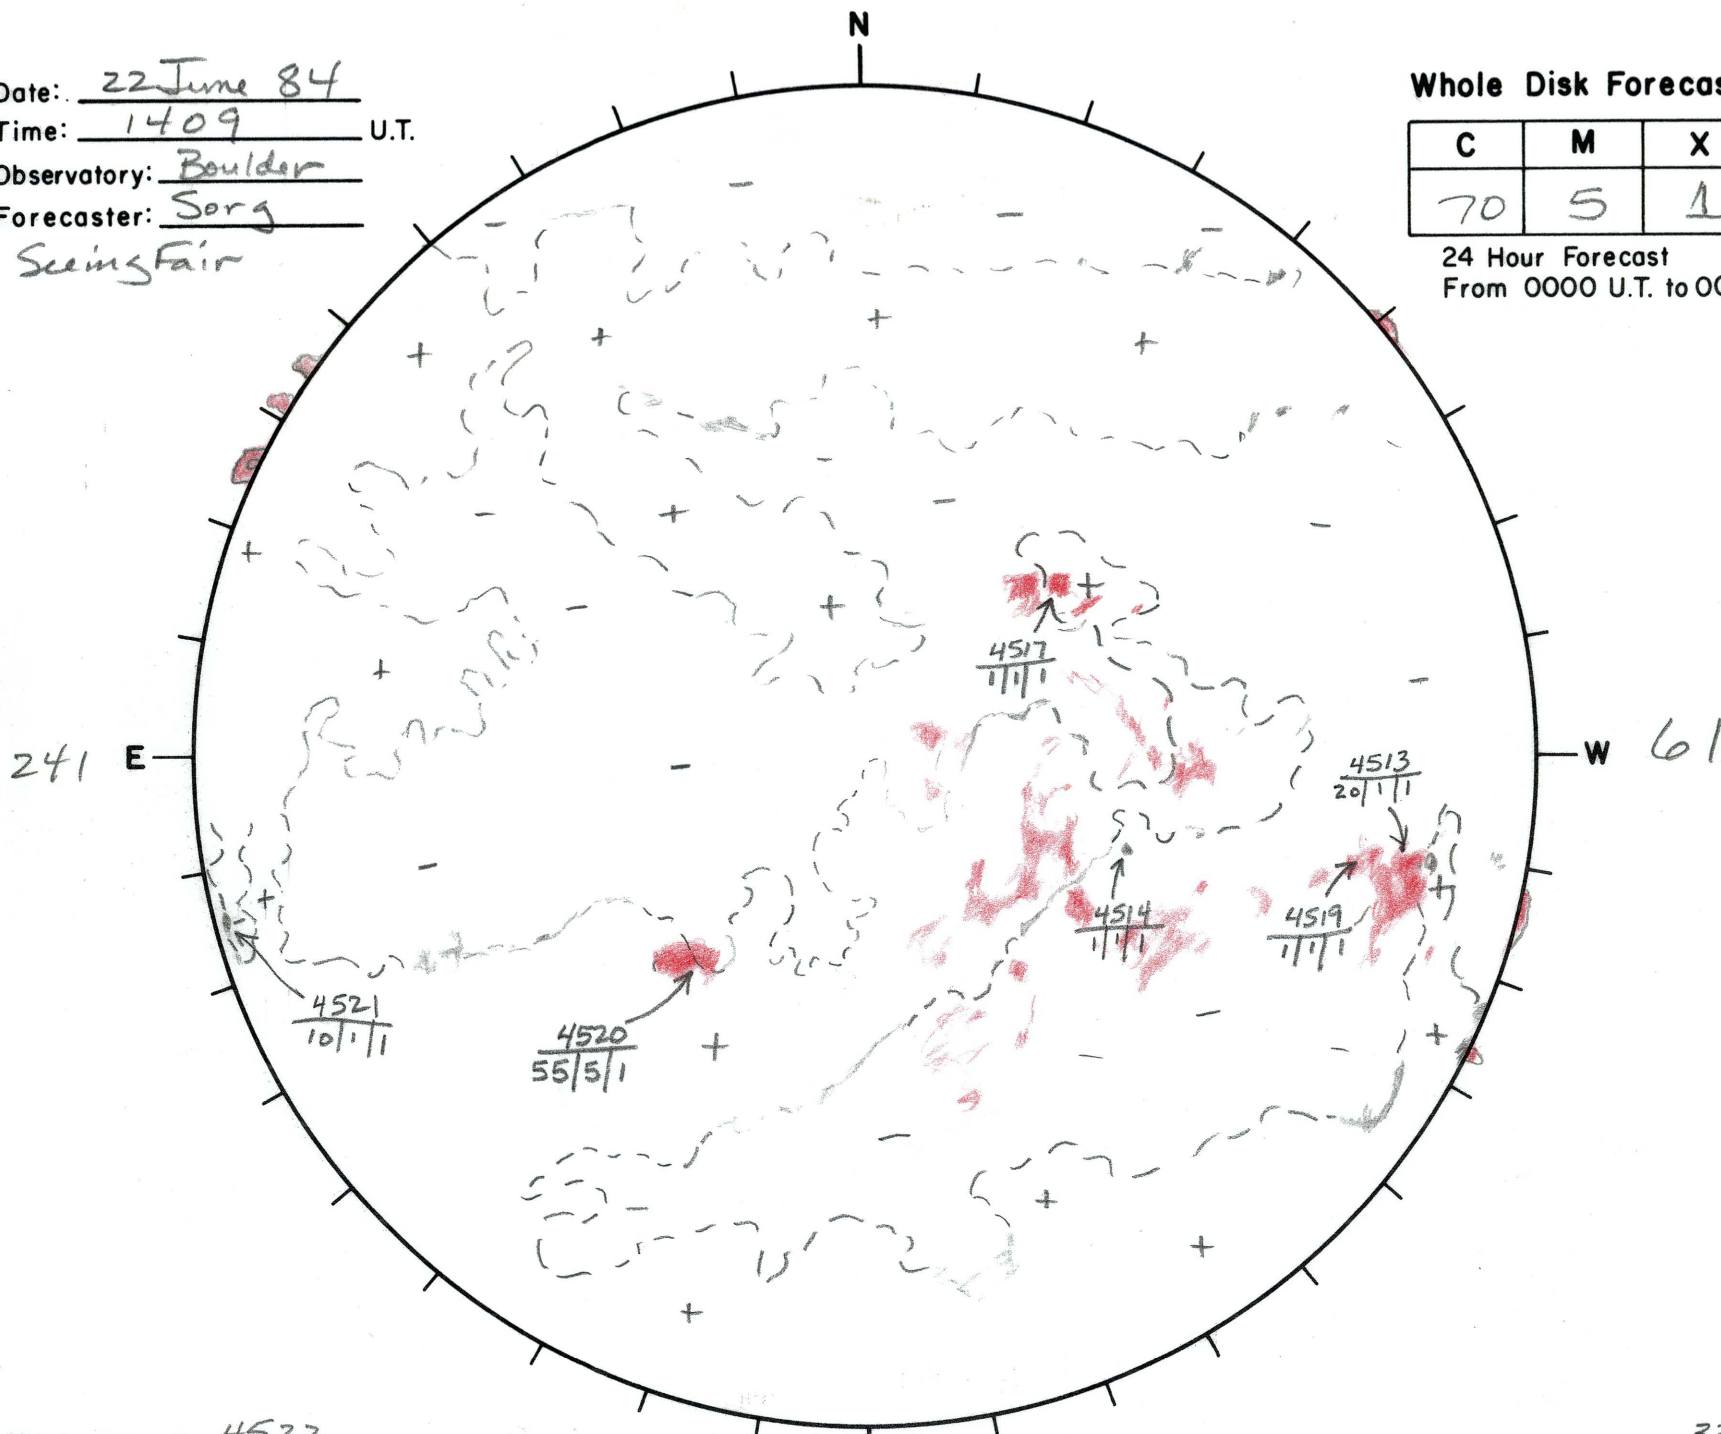 N
Date: 22 June 84
Time: 1409 U.T.
Observatory: Boulder
Forecaster: Sorg
Seeing Fair
Whole Disk Forecas
C M X
70 5 1
24 Hour Forecast
From 0000 U.T. to 00
4517
1/1/1
241 E
W 61
4513
20/1/1
4514
1/1/1
4519
1/1/1
4521
10/1/1
4520
55/5/1